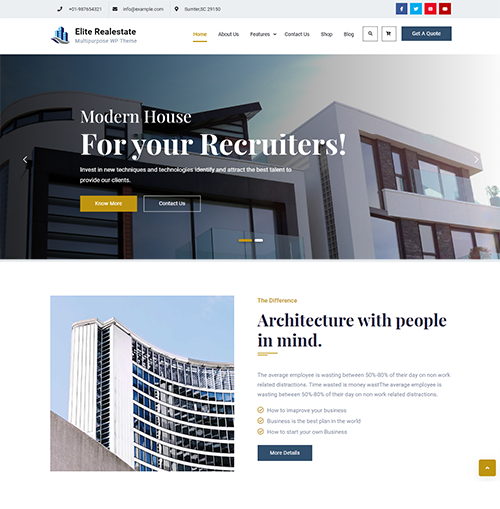 +01-987654321 info@example.com Sumter,SC 29150
Elite Realestate
Multipurpose WP Theme
Home About Us Features Contact Us Shop Blog Get A Quote
Modern House
For your Recruiters!
Invest in new techniques and technologies identify and attract the best talent to
provide our clients.
Know More Contact Us
The Difference
Architecture with people
in mind.
The average employee is wasting between 50%-80% of their day on non work
related distractions. Time wasted is money wastThe average employee is
wasting between 50%-80% of their day on non work related distractions.
How to imaprove your business
Business is the best plan in the world
How to start your own Business
More Details